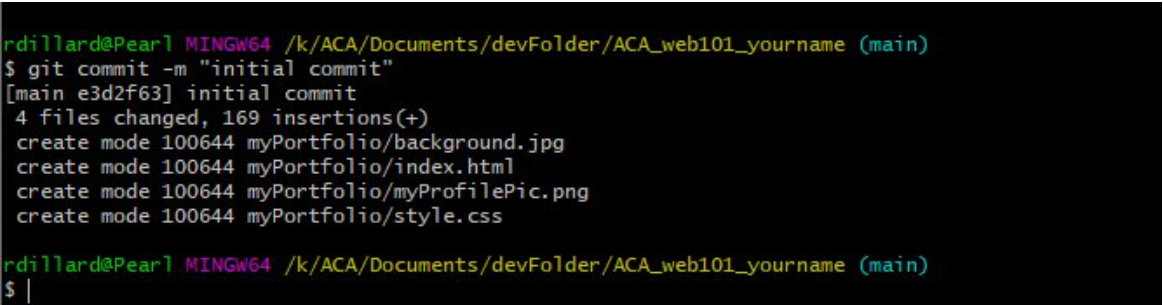 rdillard@Pearl MINGW64 /k/ACA/Documents/devFolder/ACA_web101_yourname (main)
$ git commit -m "initial commit"
[main e3d2f63] initial commit
 4 files changed, 169 insertions(+)
 create mode 100644 myPortfolio/background.jpg
 create mode 100644 myPortfolio/index.html
 create mode 100644 myPortfolio/myProfilePic.png
 create mode 100644 myPortfolio/style.css
rdillard@Pearl MINGW64 /k/ACA/Documents/devFolder/ACA_web101_yourname (main)
$